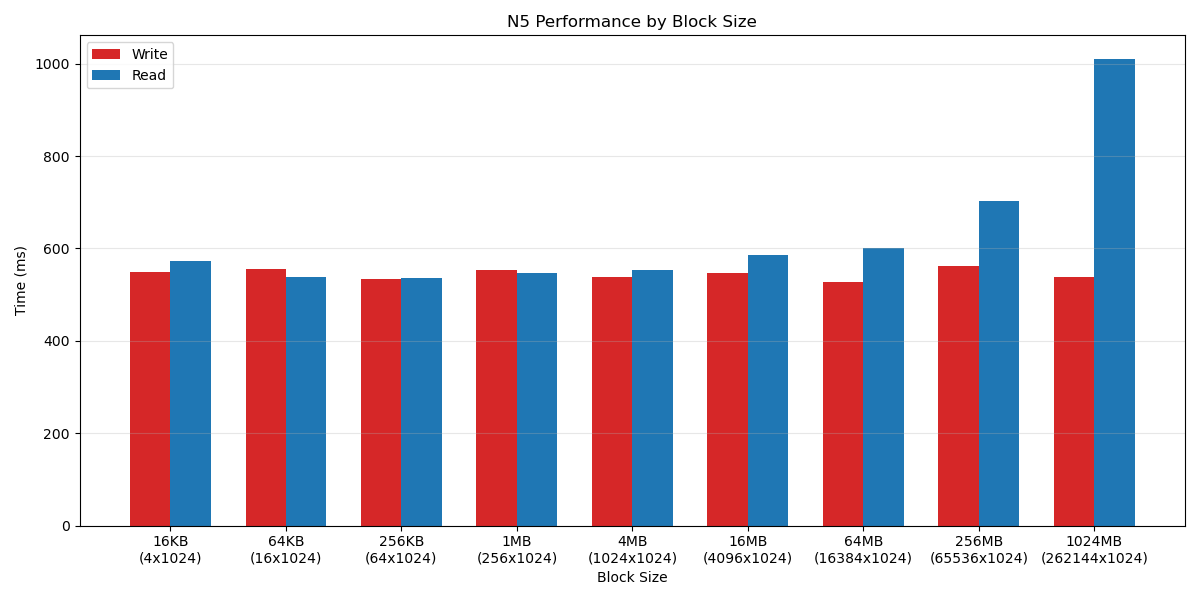 N5 Performance by Block Size
Write
Read
Time (ms)
1000
800
600
400
200
0
16KB
(4x1024)
64KB
(16x1024)
256KB
(64x1024)
1MB
(256x1024)
4MB
(1024x1024)
16MB
(4096x1024)
64MB
(16384x1024)
256MB
(65536x1024)
1024MB
(262144x1024)
Block Size